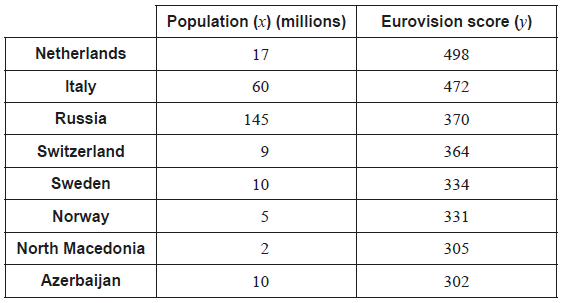 Population (x) (millions) Eurovision score (y)
Netherlands 17 498
Italy 60 472
Russia 145 370
Switzerland 9 364
Sweden 10 334
Norway 5 331
North Macedonia 2 305
Azerbaijan 10 302